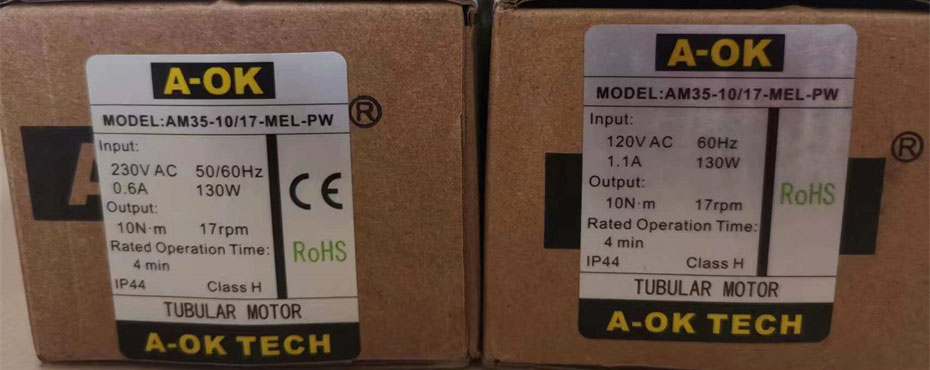 A-OK
MODEL:AM35-10/17-MEL-PW
Input:
230V AC 50/60Hz
0.6A 130W
Output:
10N·m 17rpm
Rated Operation Time:
4 min
IP44 Class H
CE
RoHS
TUBULAR MOTOR
A-OK TECH
®
A-OK
MODEL:AM35-10/17-MEL-PW
Input:
120V AC 60Hz
1.1A 130W
Output:
10N·m 17rpm
Rated Operation Time:
4 min
IP44 Class H
RoHS
TUBULAR MOTOR
A-OK TECH
®